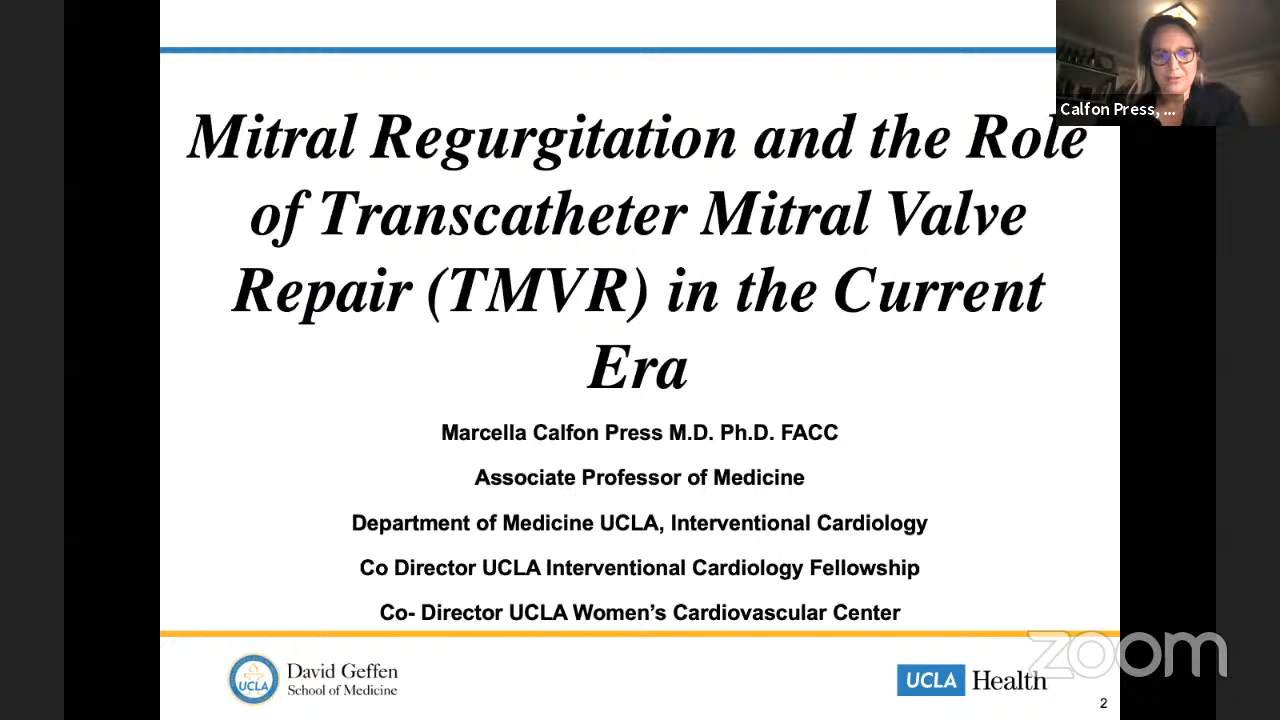 Calfon Press, ...
Mitral Regurgitation and the Role
of Transcatheter Mitral Valve
Repair (TMVR) in the Current
Era
Marcella Calfon Press M.D. Ph.D. FACC
Associate Professor of Medicine
Department of Medicine UCLA, Interventional Cardiology
Co Director UCLA Interventional Cardiology Fellowship
Co- Director UCLA Women's Cardiovascular Center
UCLA
David Geffen
School of Medicine
UCLA Health
zoom
2